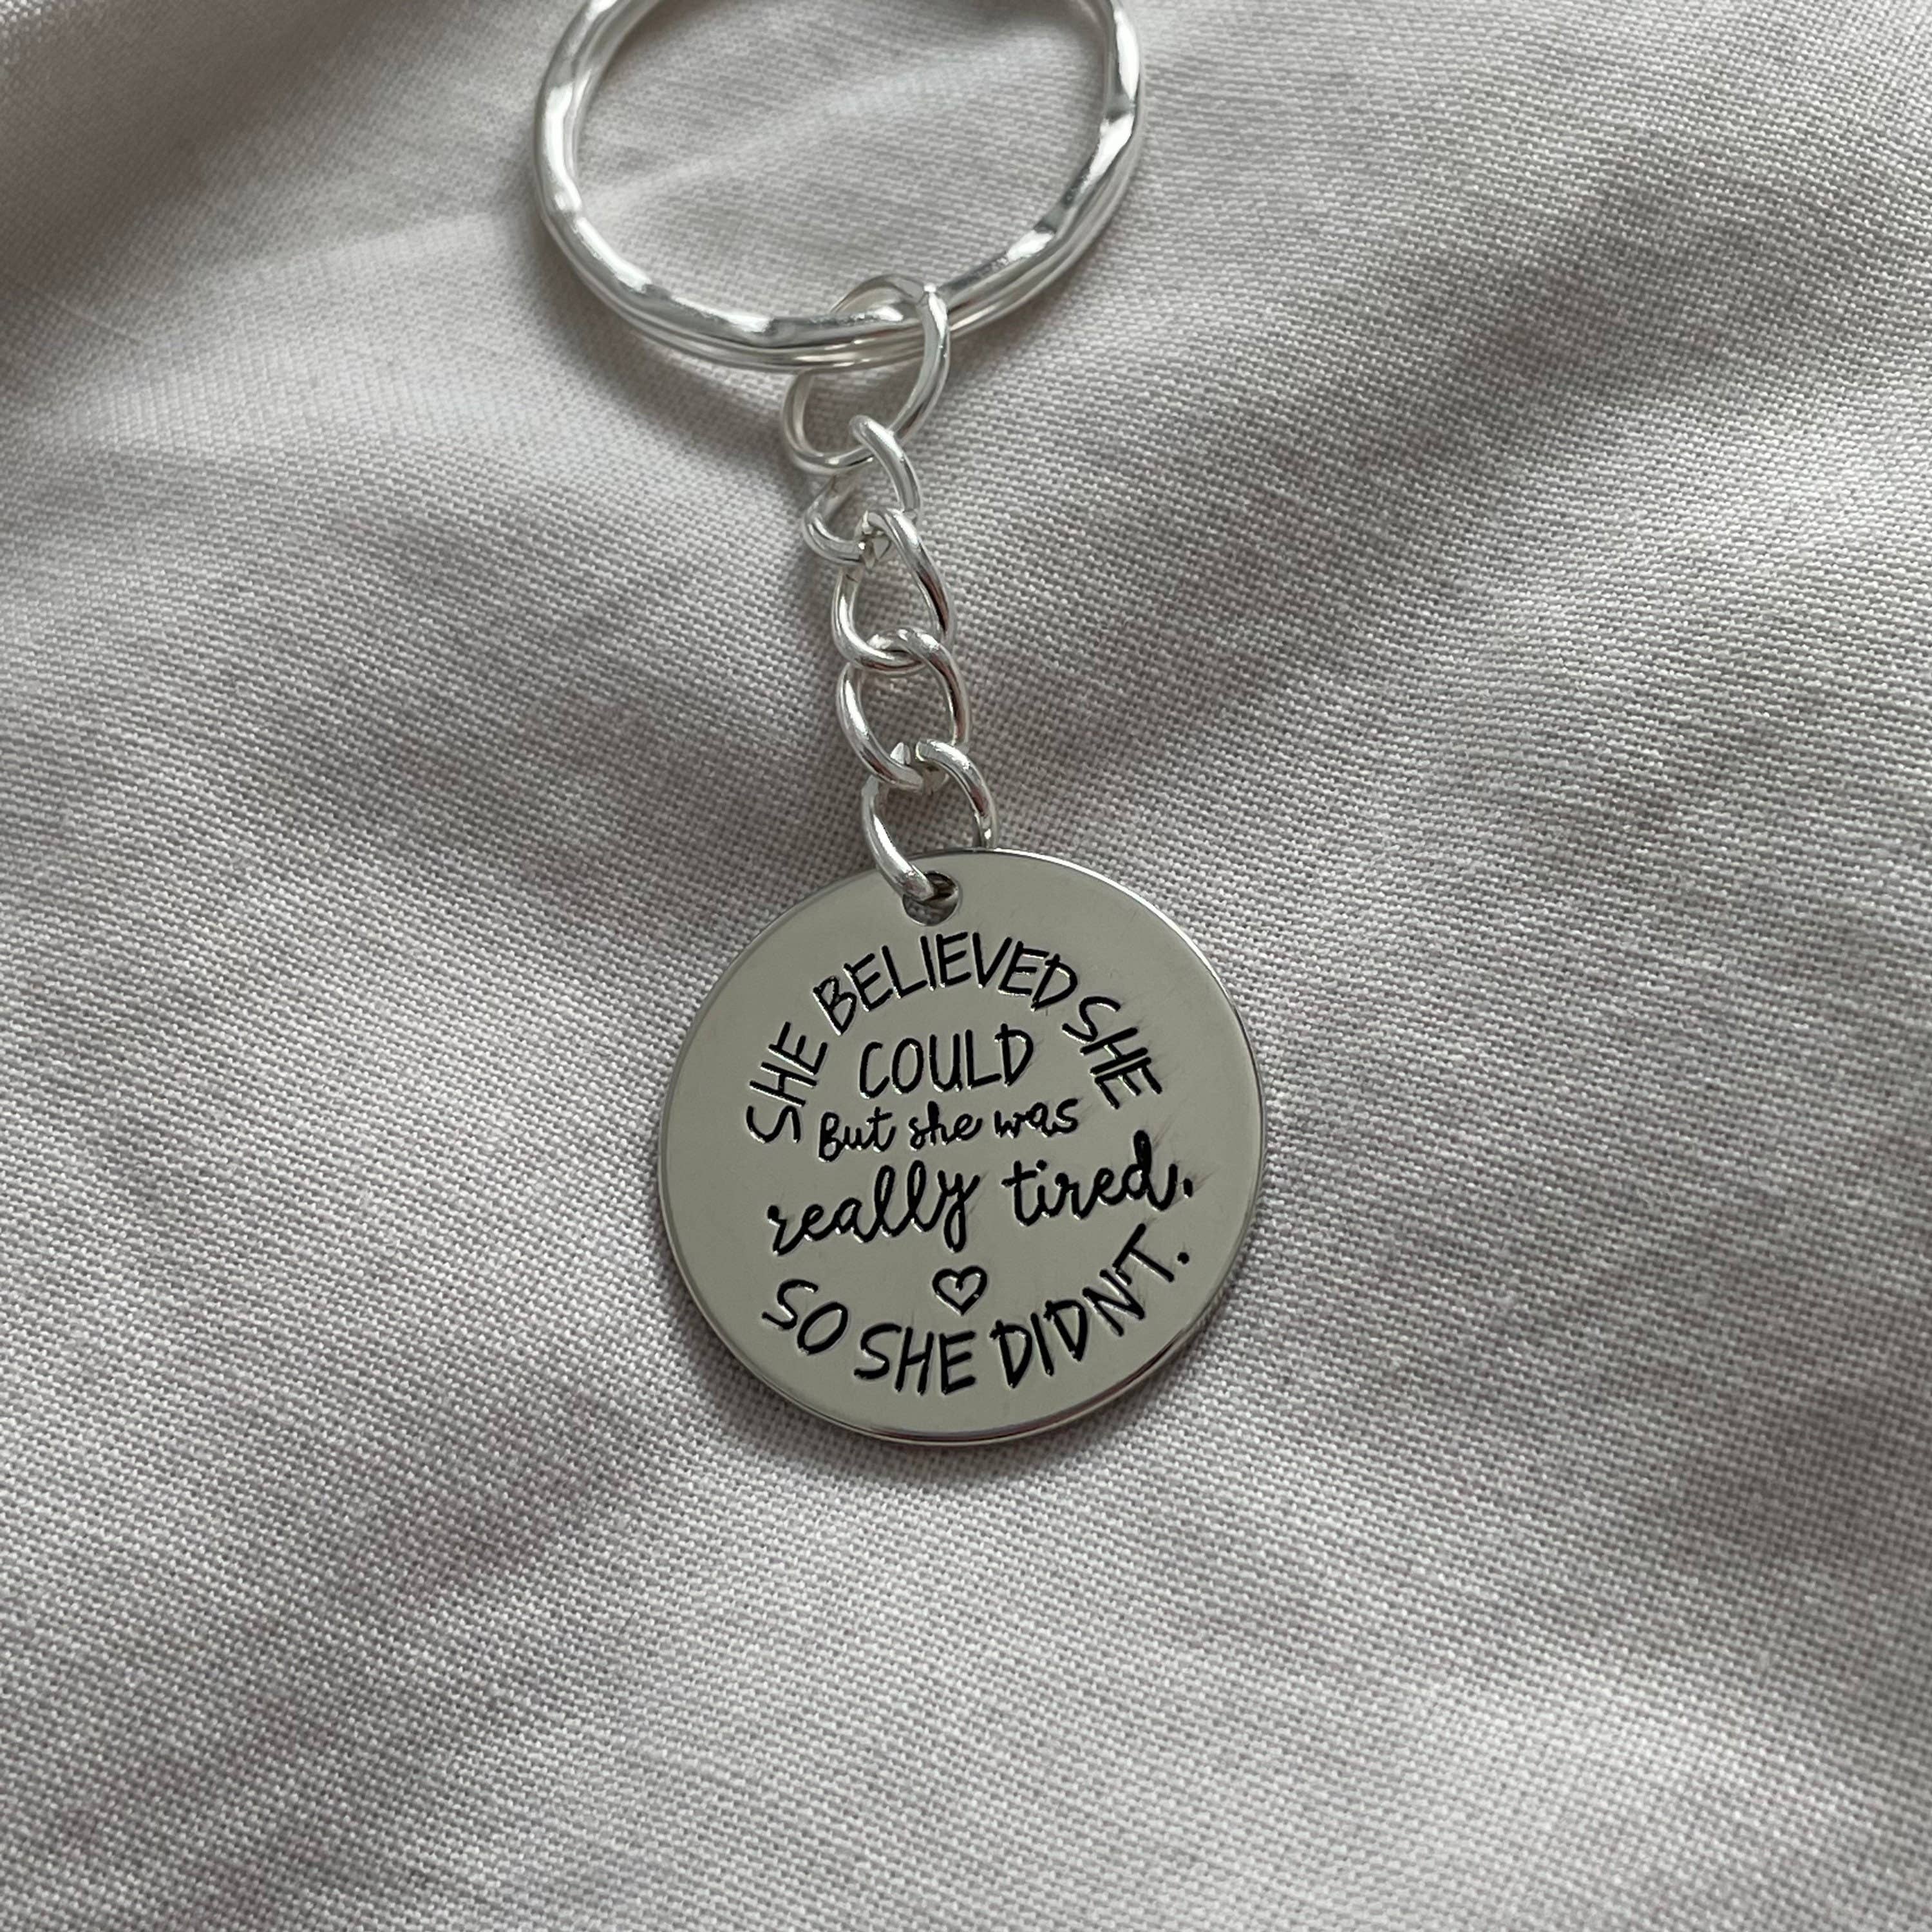 SHE BELIEVED SHE
COULD
But she was
really tired.
SO SHE DIDN'T.